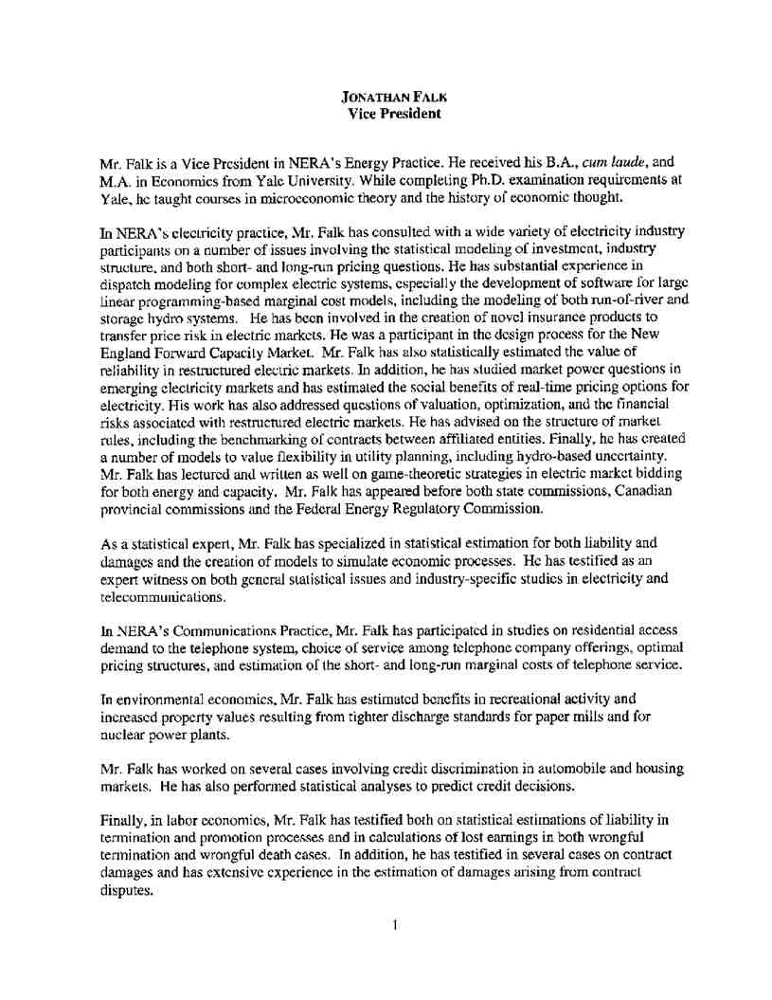 JONATHAN FALK
Vice President
Mr. Falk is a Vice President in NERA's Energy Practice. He received his B.A., cum laude, and
M.A. in Economics from Yale University. While completing Ph.D. examination requirements at
Yale, he taught courses in microeconomic theory and the history of economic thought.
In NERA's electricity practice, Mr. Falk has consulted with a wide variety of electricity industry
participants on a number of issues involving the statistical modeling of investment, industry
structure, and both short- and long-run pricing questions. He has substantial experience in
dispatch modeling for complex electric systems, especially the development of software for large
linear programming-based marginal cost models, including the modeling of both run-of-river and
storage hydro systems. He has been involved in the creation of novel insurance products to
transfer price risk in electric markets. He was a participant in the design process for the New
England Forward Capacity Market. Mr. Falk has also statistically estimated the value of
reliability in restructured electric markets. In addition, he has studied market power questions in
emerging electricity markets and has estimated the social benefits of real-time pricing options for
electricity. His work has also addressed questions of valuation, optimization, and the financial
risks associated with restructured electric markets. He has advised on the structure of market
rules, including the benchmarking of contracts between affiliated entities. Finally, he has created
a number of models to value flexibility in utility planning, including hydro-based uncertainty.
Mr. Falk has lectured and written as well on game-theoretic strategies in electric market bidding
for both energy and capacity. Mr. Falk has appeared before both state commissions, Canadian
provincial commissions and the Federal Energy Regulatory Commission.
As a statistical expert, Mr. Falk has specialized in statistical estimation for both liability and
damages and the creation of models to simulate economic processes. He has testified as an
expert witness on both general statistical issues and industry-specific studies in electricity and
telecommunications.
In NERA's Communications Practice, Mr. Falk has participated in studies on residential access
demand to the telephone system, choice of service among telephone company offerings, optimal
pricing structures, and estimation of the short- and long-run marginal costs of telephone service.
In environmental economics, Mr. Falk has estimated benefits in recreational activity and
increased property values resulting from tighter discharge standards for paper mills and for
nuclear power plants.
Mr. Falk has worked on several cases involving credit discrimination in automobile and housing
markets. He has also performed statistical analyses to predict credit decisions.
Finally, in labor economics, Mr. Falk has testified both on statistical estimations of liability in
termination and promotion processes and in calculations of lost earnings in both wrongful
termination and wrongful death cases. In addition, he has testified in several cases on contract
damages and has extensive experience in the estimation of damages arising from contract
disputes.
1